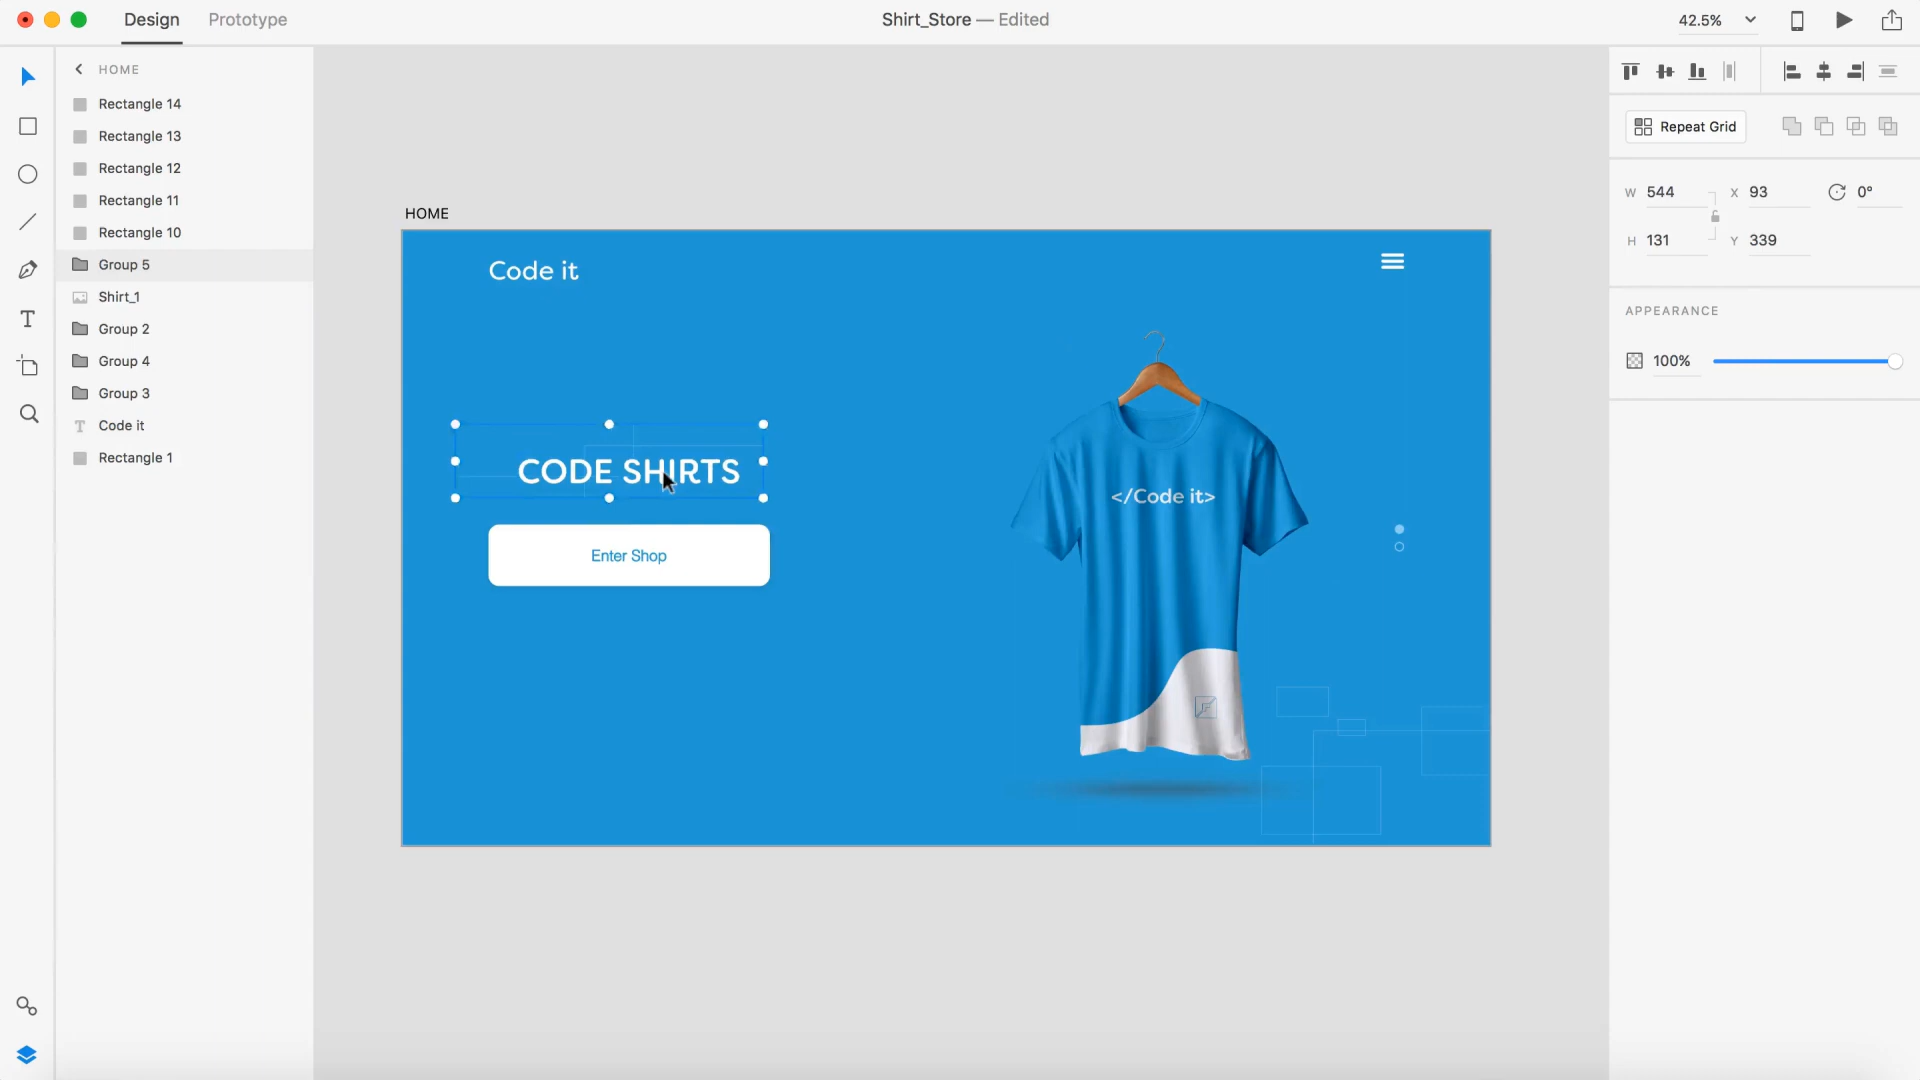 Design Prototype Shirt_Store — Edited 42.5%
HOME
Rectangle 14
Rectangle 13
Rectangle 12
Rectangle 11
Rectangle 10
Group 5
Shirt_1
Group 2
Group 4
Group 3
T Code it
Rectangle 1
T
HOME
Code it
CODE SHIRTS
Enter Shop
</Code it>
Repeat Grid
W 544 X 93 0°
H 131 Y 339
APPEARANCE
100%